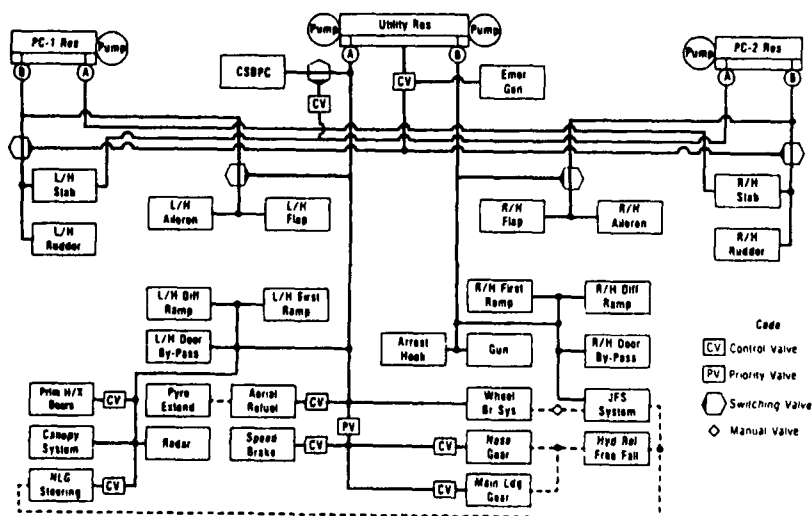 Utility Res
Pump
Pump
A
B
PC-1 Res
Pump
B
A
Pump
PC-2 Res
A
B
CSBPC
CV
CV
Emer
Gen
L/H
Stab
L/H
Rudder
L/H
Aileron
L/H
Flap
R/H
Flap
R/H
Aileron
R/H
Stab
R/H
Rudder
L/H Diff
Ramp
L/H First
Ramp
L/H Door
By-Pass
R/H First
Ramp
R/H Diff
Ramp
Arrest
Hook
Gun
R/H Door
By-Pass
Prim H/X
Doors
CV
Pyro
Extend
Aerial
Refuel
CV
Wheel
Br Sys
JFS
System
PV
Canopy
System
Radar
Speed
Brake
CV
CV
Nose
Gear
Hyd Rel
Free Fall
NLG
Steering
CV
CV
Main Ldg
Gear
Code
CV Control Valve
PV Priority Valve
Switching Valve
Manual Valve